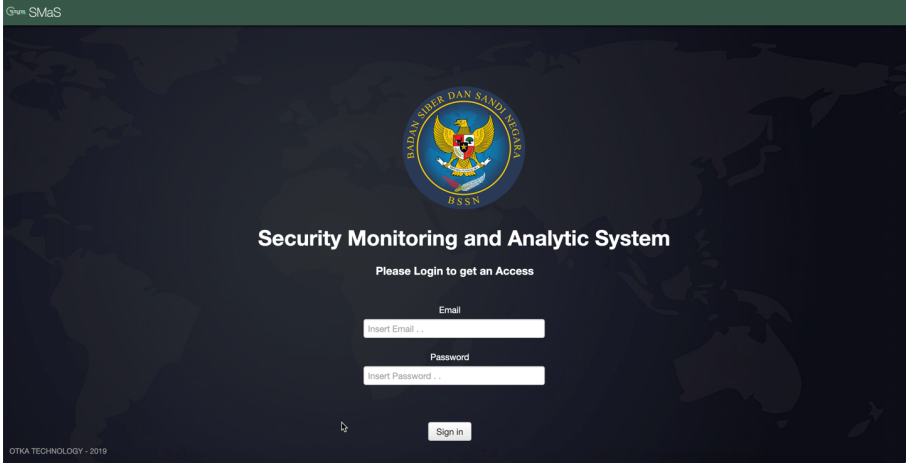 SMaS
BADAN SIBER DAN SANDI NEGARA
BSSN
Security Monitoring and Analytic System
Please Login to get an Access
Email
Insert Email . .
Password
Insert Password . .
Sign in
OTKA TECHNOLOGY - 2019